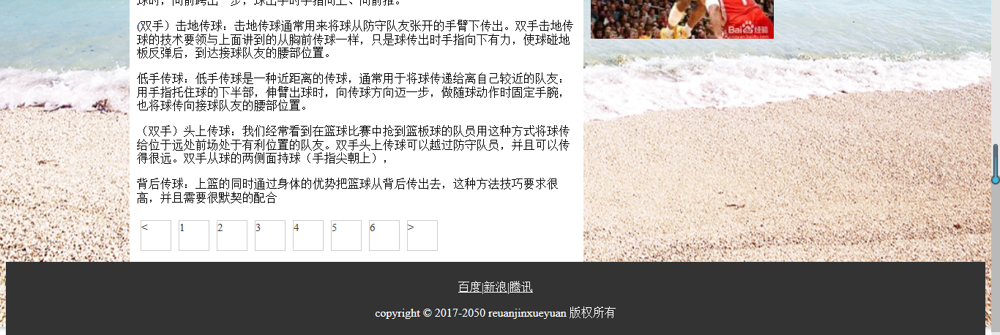 球时，向前跨出一步，球出手时手指向上、向前推。
(双手）击地传球：击地传球通常用来将球从防守队友张开的手臂下传出。双手击地传
球的技术要领与上面讲到的从胸前传球一样，只是球传出时手指向下有力，使球碰地
板反弹后，到达接球队友的腰部位置。
低手传球：低手传球是一种近距离的传球，通常用于将球传递给离自己较近的队友：
用手指托住球的下半部，伸臂出球时，向传球方向迈一步，做随球动作时固定手腕，
也将球传向接球队友的腰部位置。
（双手）头上传球：我们经常看到在篮球比赛中抢到篮板球的队员用这种方式将球传
给位于远处前场处于有利位置的队友。双手头上传球可以越过防守队员，并且可以传
得很远。双手从球的两侧面持球（手指尖朝上），
背后传球：上篮的同时通过身体的优势把篮球从背后传出去，这种方法技巧要求很
高，并且需要很默契的配合
< 1 2 3 4 5 6 >
百度|新浪|腾讯
copyright © 2017-2050 reuanjinxueyuan 版权所有
Bai 经验
jingyan.baidu.com